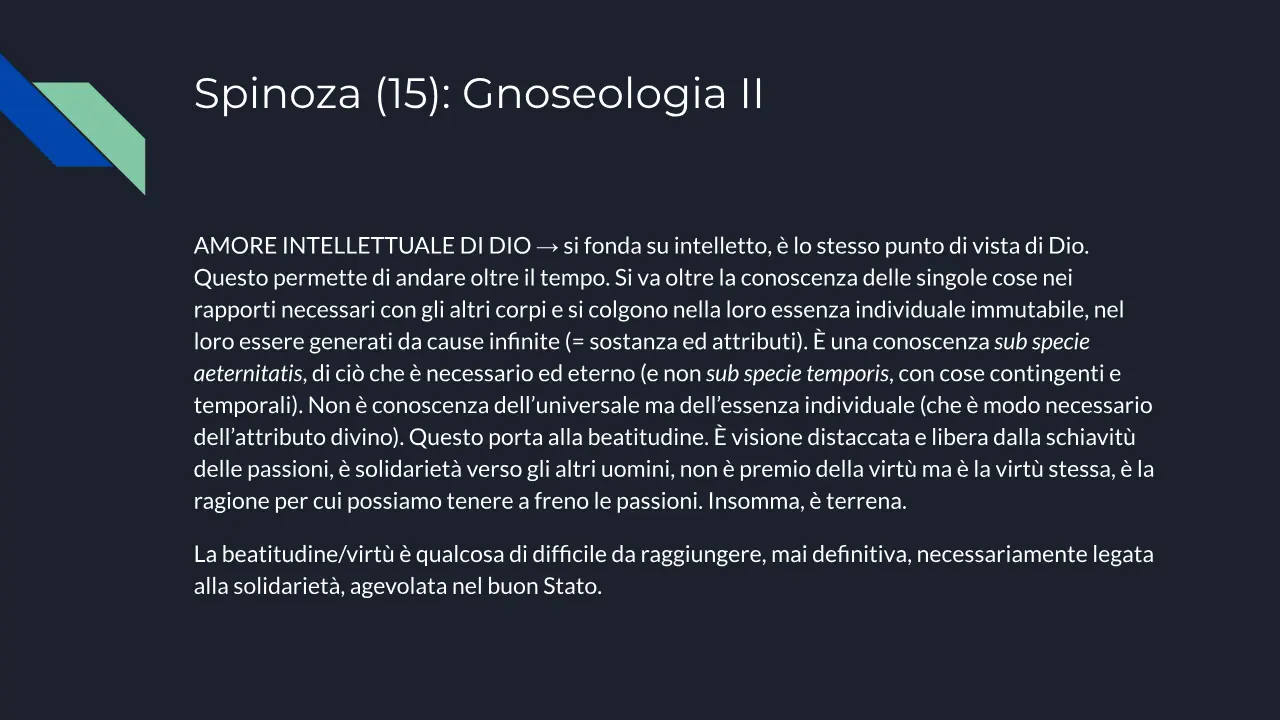 Spinoza (15): Gnoseologia II
AMORE INTELLETTUALE DI DIO → si fonda su intelletto, è lo stesso punto di vista di Dio.
Questo permette di andare oltre il tempo. Si va oltre la conoscenza delle singole cose nei
rapporti necessari con gli altri corpi e si colgono nella loro essenza individuale immutabile, nel
loro essere generati da cause infinite (= sostanza ed attributi). È una conoscenza sub specie
aeternitatis, di ciò che è necessario ed eterno (e non sub specie temporis, con cose contingenti e
temporali). Non è conoscenza dell’universale ma dell’essenza individuale (che è modo necessario
dell’attributo divino). Questo porta alla beatitudine. È visione distaccata e libera dalla schiavitù
delle passioni, è solidarietà verso gli altri uomini, non è premio della virtù ma è la virtù stessa, è la
ragione per cui possiamo tenere a freno le passioni. Insomma, è terrena.
La beatitudine/virtù è qualcosa di difficile da raggiungere, mai definitiva, necessariamente legata
alla solidarietà, agevolata nel buon Stato.